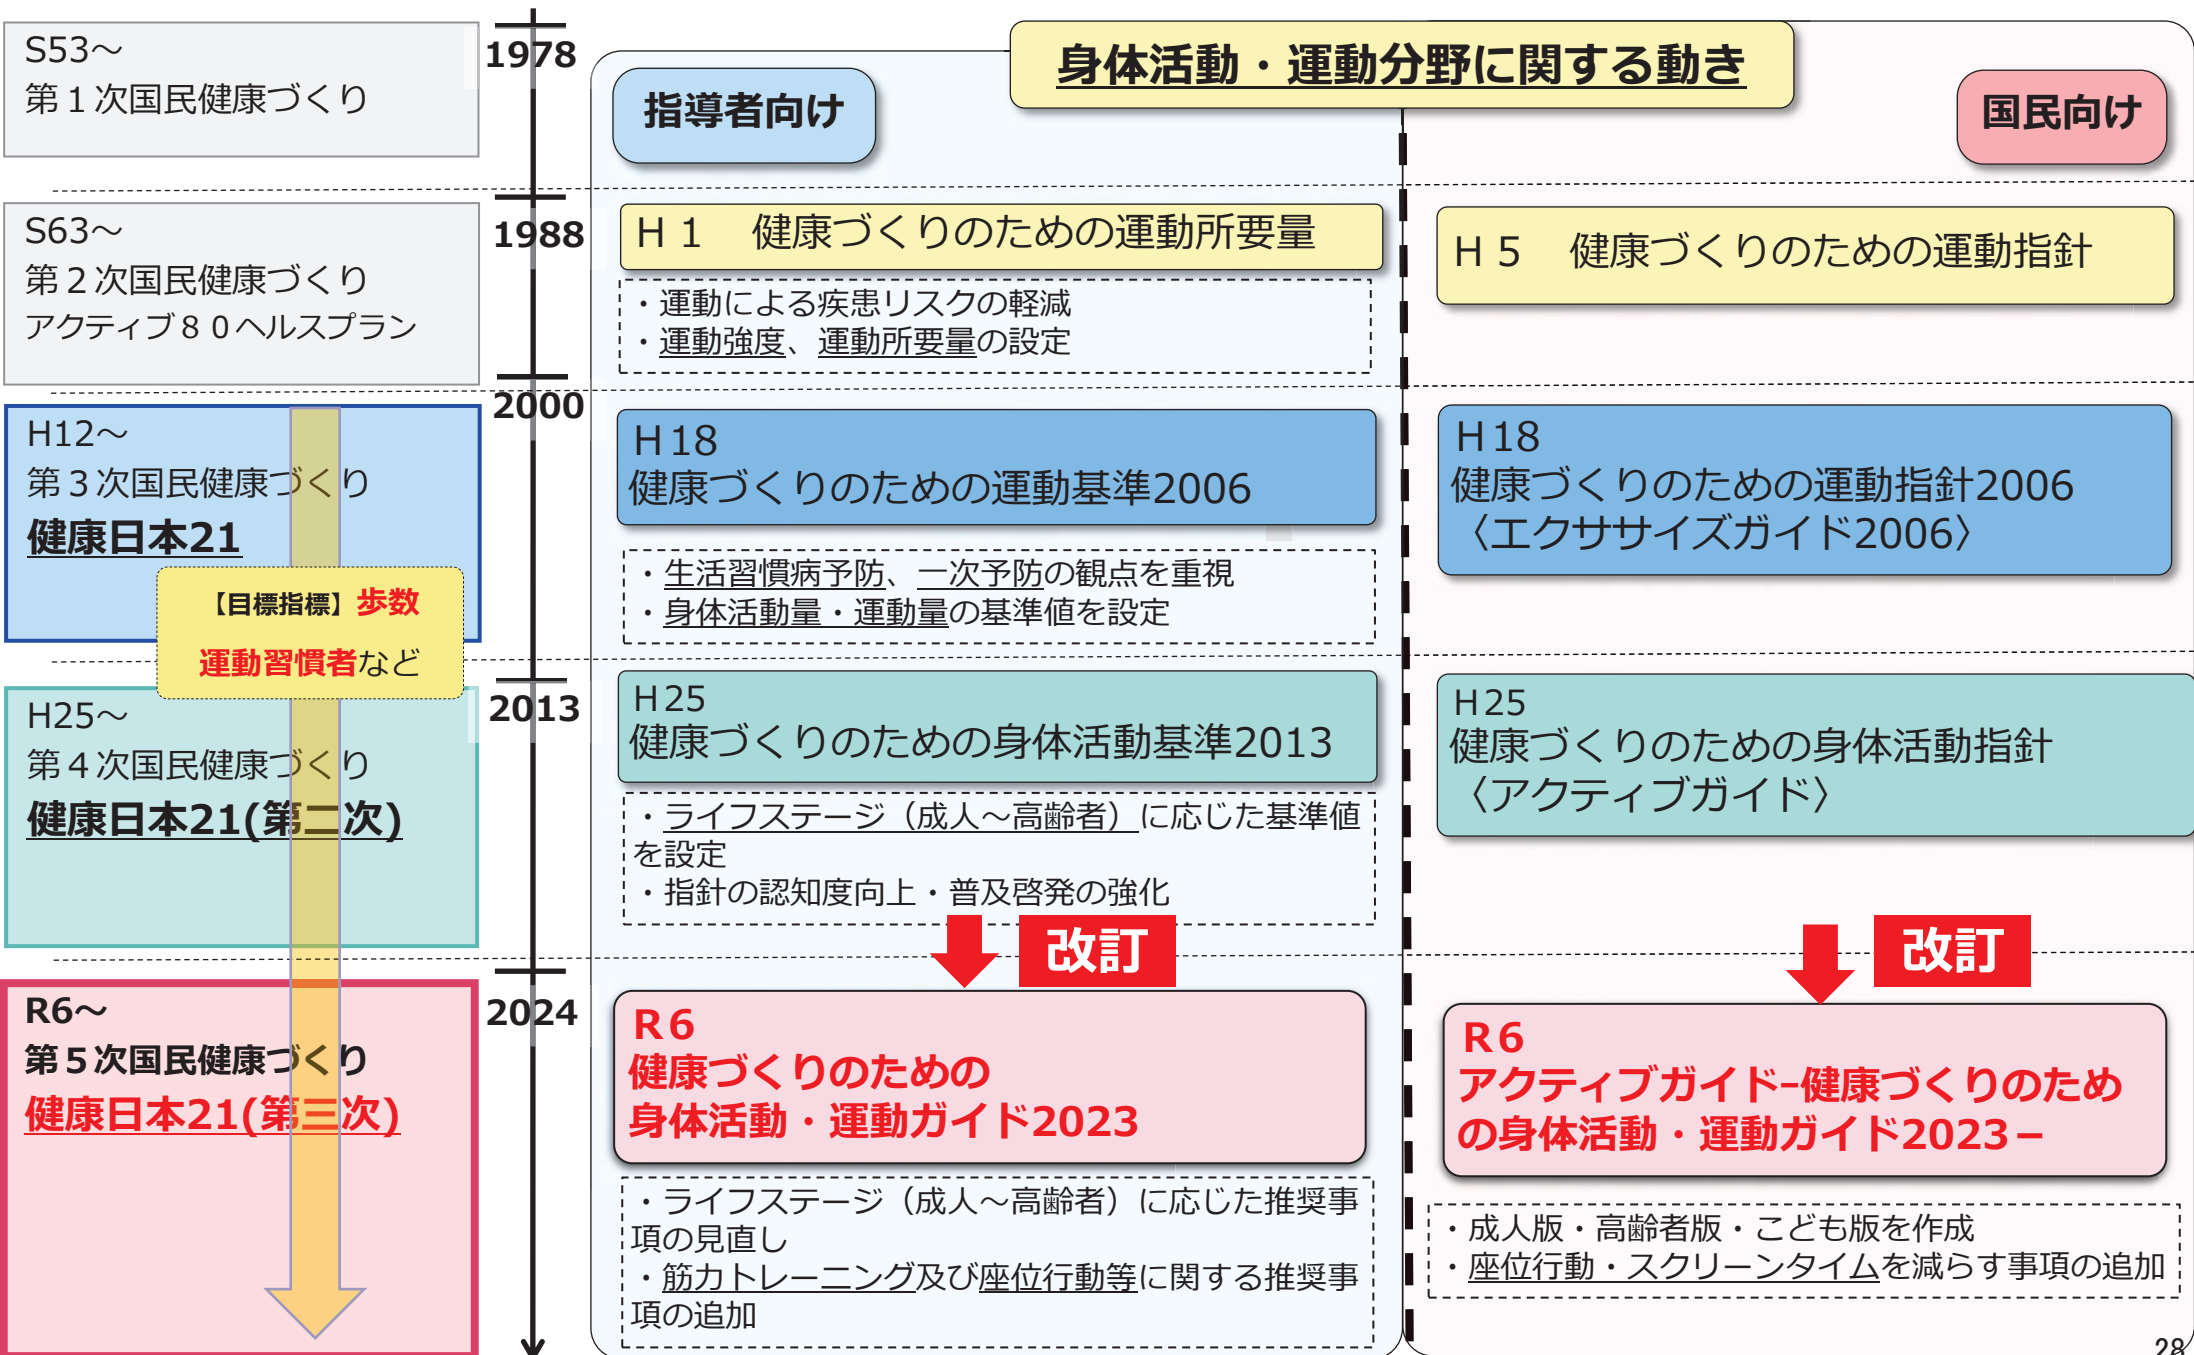 身体活動・運動分野に関する動き
指導者向け
国民向け
S53～
第１次国民健康づくり
1978
S63～
第２次国民健康づくり
アクティブ８０ヘルスプラン
1988
Ｈ１　健康づくりのための運動所要量
・運動による疾患リスクの軽減
・運動強度、運動所要量の設定
Ｈ５　健康づくりのための運動指針
2000
H12～
第３次国民健康づくり
健康日本21
【目標指標】歩数
運動習慣者など
Ｈ18
健康づくりのための運動基準2006
・生活習慣病予防、一次予防の観点を重視
・身体活動量・運動量の基準値を設定
Ｈ18
健康づくりのための運動指針2006
〈エクササイズガイド2006〉
2013
H25～
第４次国民健康づくり
健康日本21(第二次)
Ｈ25
健康づくりのための身体活動基準2013
・ライフステージ（成人～高齢者）に応じた基準値
を設定
・指針の認知度向上・普及啓発の強化
Ｈ25
健康づくりのための身体活動指針
〈アクティブガイド〉
改訂
改訂
2024
R6～
第５次国民健康づくり
健康日本21(第三次)
Ｒ６
健康づくりのための
身体活動・運動ガイド2023
・ライフステージ（成人～高齢者）に応じた推奨事
項の見直し
・筋力トレーニング及び座位行動等に関する推奨事
項の追加
Ｒ６
アクティブガイド-健康づくりのため
の身体活動・運動ガイド2023－
・成人版・高齢者版・こども版を作成
・座位行動・スクリーンタイムを減らす事項の追加
28